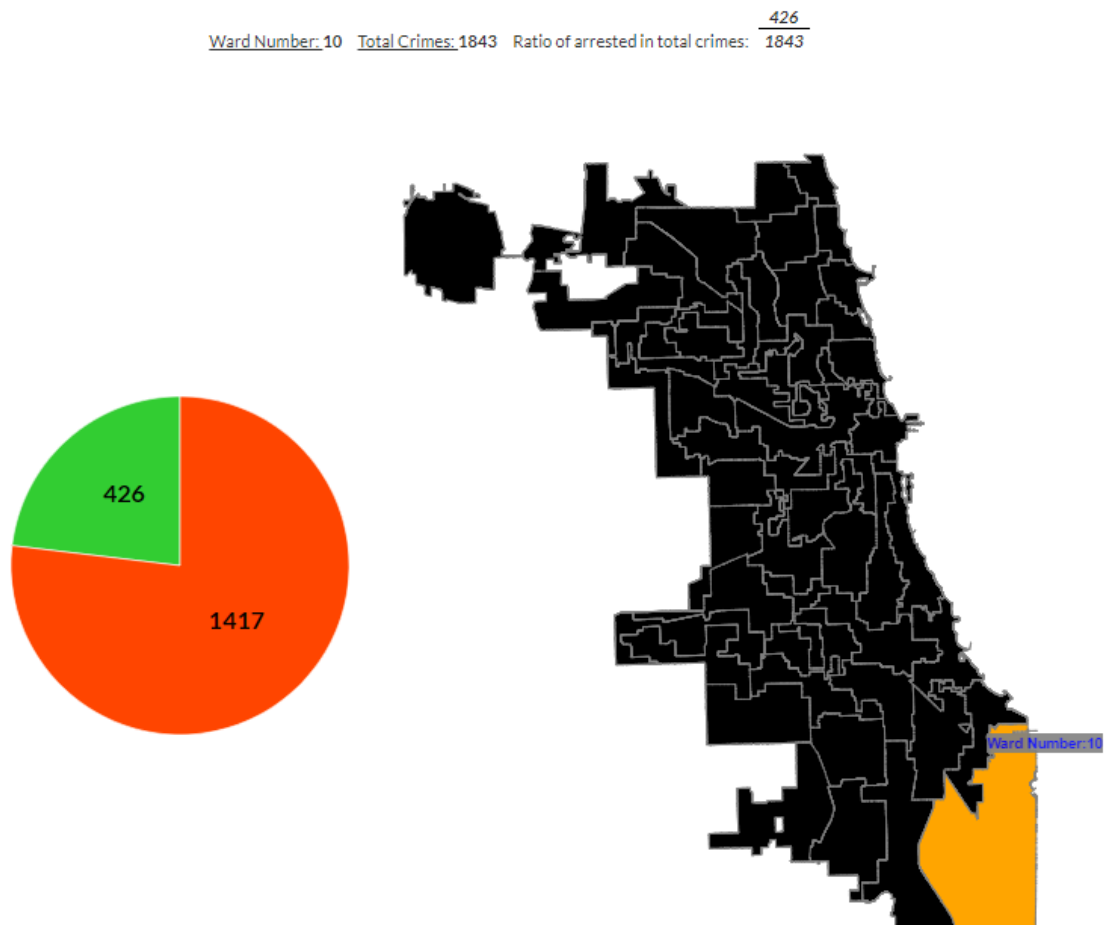 Ward Number: 10 Total Crimes: 1843 Ratio of arrested in total crimes: 426
1843
426
1417
Ward Number:10